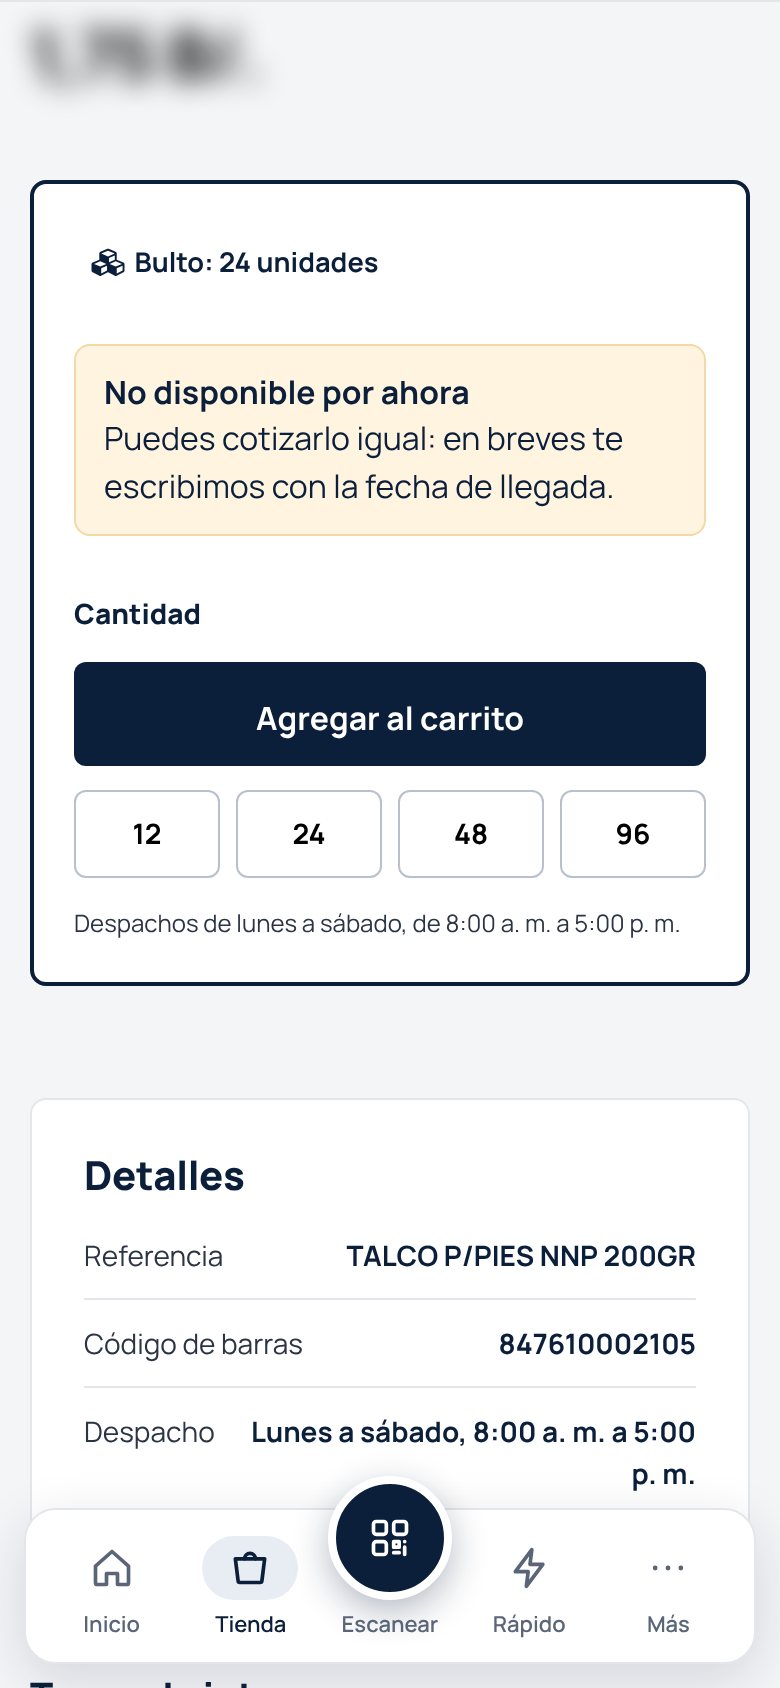 Bulto: 24 unidades
No disponible por ahora
Puedes cotizarlo igual: en breves te
escribimos con la fecha de llegada.
Cantidad
Agregar al carrito
12 24 48 96
Despachos de lunes a sábado, de 8:00 a. m. a 5:00 p. m.
Detalles
Referencia TALCO P/PIES NNP 200GR
Código de barras 847610002105
Despacho Lunes a sábado, 8:00 a. m. a 5:00
p. m.
Inicio Tienda Escanear Rápido Más